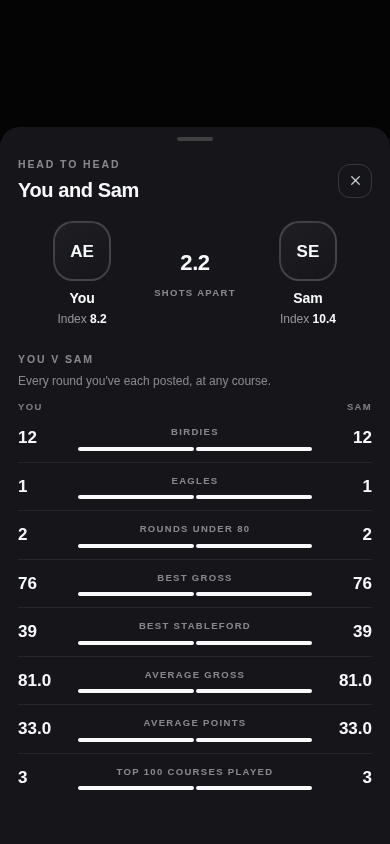 HEAD TO HEAD
You and Sam
AE
You
Index 8.2
2.2
SHOTS APART
SE
Sam
Index 10.4
YOU V SAM
Every round you've each posted, at any course.
YOU SAM
12 BIRDIES 12
1 EAGLES 1
2 ROUNDS UNDER 80 2
76 BEST GROSS 76
39 BEST STABLEFORD 39
81.0 AVERAGE GROSS 81.0
33.0 AVERAGE POINTS 33.0
3 TOP 100 COURSES PLAYED 3